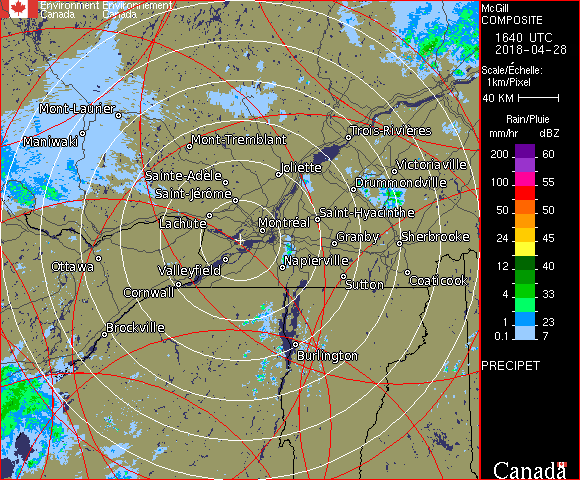 Environment Environnement
Canada Canada
McGill
COMPOSITE
1640 UTC
2018-04-28
Scale/Échelle:
1km/Pixel
40 KM
Rain/Pluie
mm/hr dBZ
200 60
100 55
50 50
24 45
12 40
4 33
1 23
0.1 7
PRECIPET
Canada
Mont-Laurier
Maniwaki
Mont-Tremblant
Trois-Rivières
Sainte-Adèle
Joliette
Victoriaville
Saint-Jérôme
Drummondville
Lachute
Montréal
Saint-Hyacinthe
Granby
Sherbrooke
Ottawa
Valleyfield
Napierville
Cornwall
Sutton
Coaticook
Brockville
Burlington